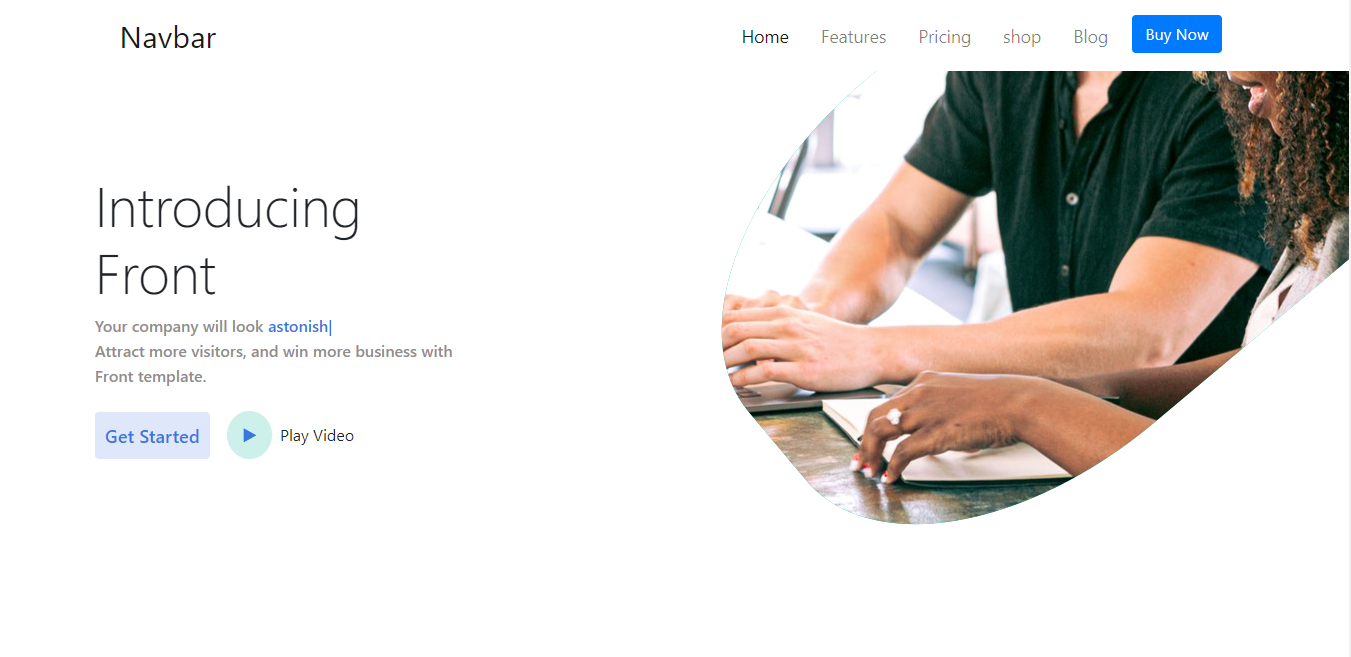 Navbar
Home Features Pricing shop Blog Buy Now
Introducing
Front
Your company will look astonish|
Attract more visitors, and win more business with
Front template.
Get Started Play Video